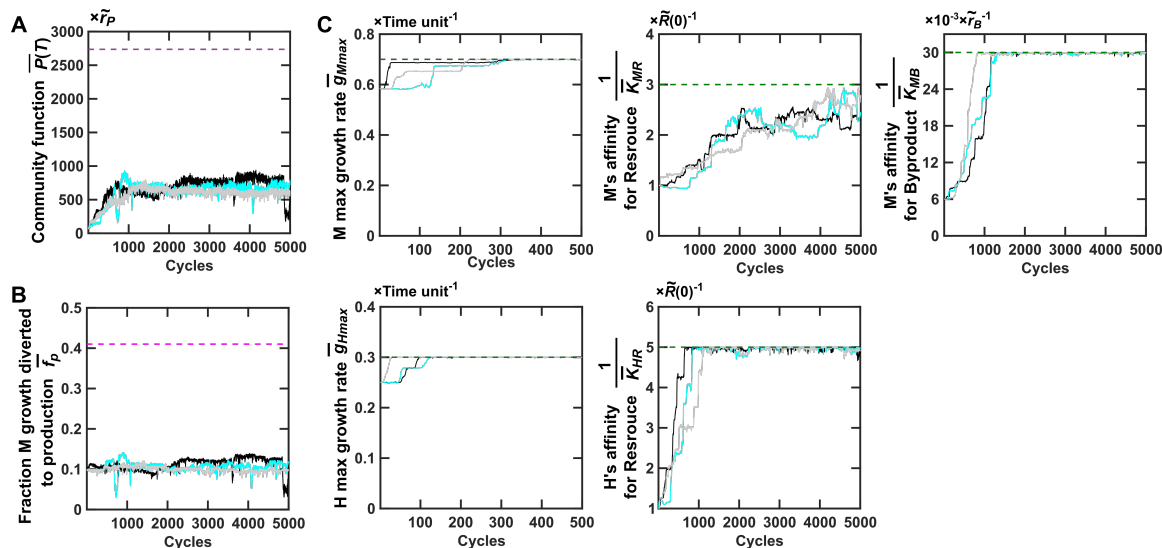 A
×r̃P
Community function P̅(T)
3000
2500
2000
1500
1000
500
0
1000 2000 3000 4000 5000
Cycles
B
Fraction M growth diverted
to production f̅p
0.5
0.4
0.3
0.2
0.1
0
1000 2000 3000 4000 5000
Cycles
C
×Time unit-1
M max growth rate g̅Mmax
0.8
0.6
0.4
0.2
0
100 200 300 400 500
Cycles
×R̃(0)-1
M's affinity
for Resrouce
1
K̅MR
4
3
2
1
0
1000 2000 3000 4000 5000
Cycles
×10-3×r̃B-1
M's affinity
for Byproduct
1
K̅MB
30
24
18
12
6
0
1000 2000 3000 4000 5000
Cycles
×Time unit-1
H max growth rate g̅Hmax
0.4
0.3
0.2
0.1
0
100 200 300 400 500
Cycles
×R̃(0)-1
H's affinity
for Resrouce
1
K̅HR
6
5
4
3
2
1
1000 2000 3000 4000 5000
Cycles